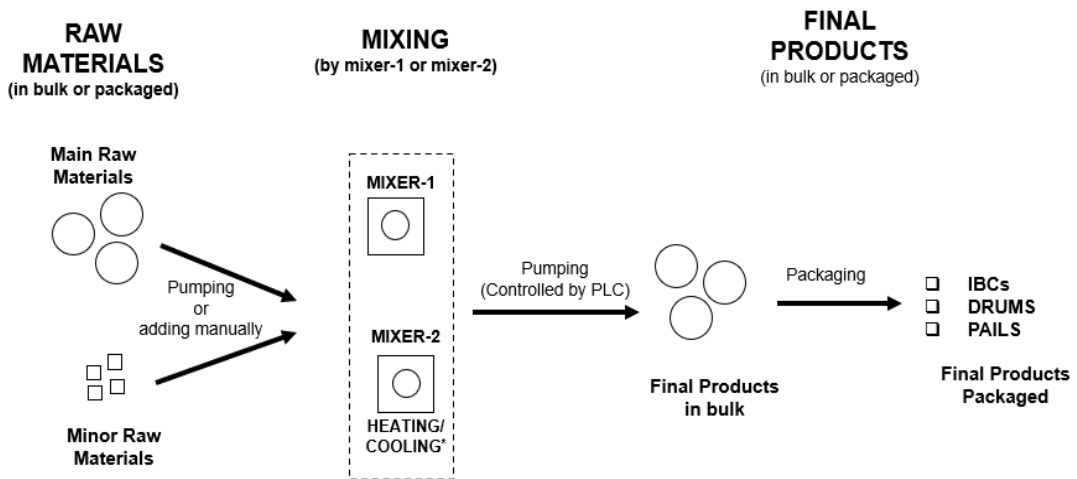 RAW
MATERIALS
(in bulk or packaged)
MIXING
(by mixer-1 or mixer-2)
FINAL
PRODUCTS
(in bulk or packaged)
Main Raw
Materials
Pumping
or
adding manually
Minor Raw
Materials
MIXER-1
MIXER-2
HEATING/
COOLING*
Pumping
(Controlled by PLC)
Final Products
in bulk
Packaging
IBCs
DRUMS
PAILS
Final Products
Packaged